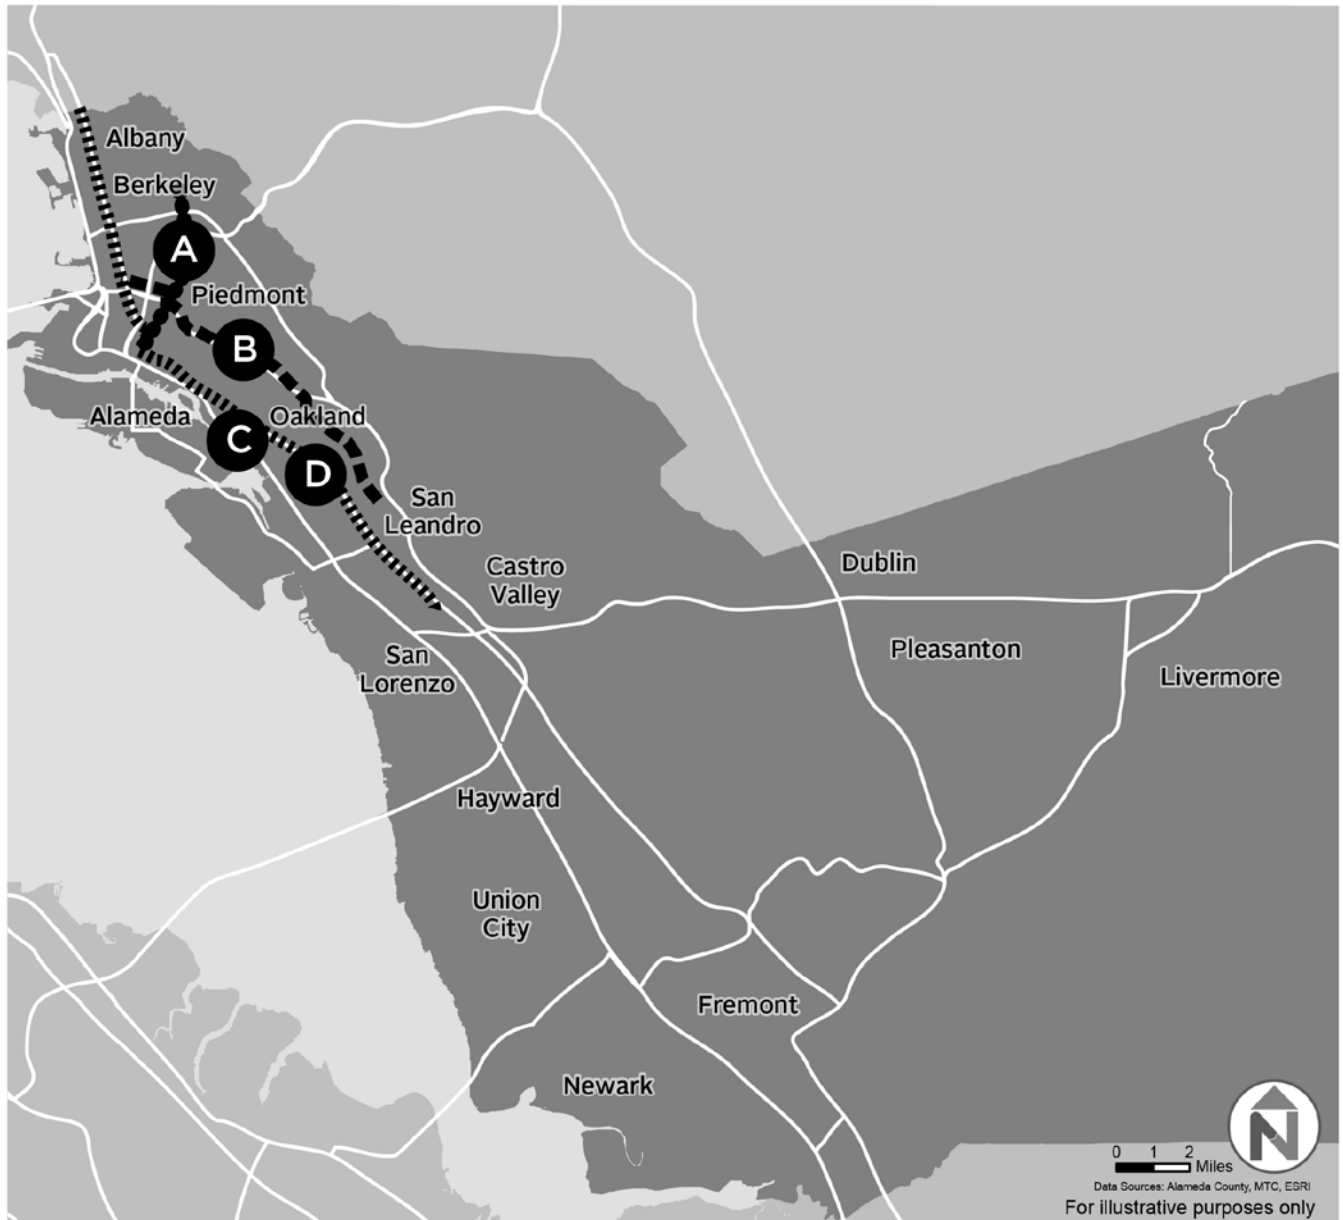 Albany
Berkeley
A
Piedmont
B
Alameda
Oakland
C
D
San
Leandro
Castro
Valley
Dublin
San
Lorenzo
Pleasanton
Livermore
Hayward
Union
City
Fremont
Newark
N
0 1 2
Miles
Data Sources: Alameda County, MTC, ESRI
For illustrative purposes only